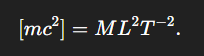 [mc²] = ML²T⁻².